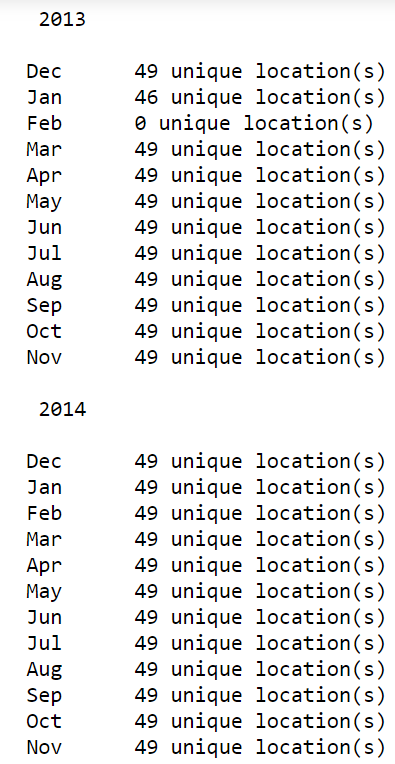 2013
Dec 49 unique location(s)
Jan 46 unique location(s)
Feb 0 unique location(s)
Mar 49 unique location(s)
Apr 49 unique location(s)
May 49 unique location(s)
Jun 49 unique location(s)
Jul 49 unique location(s)
Aug 49 unique location(s)
Sep 49 unique location(s)
Oct 49 unique location(s)
Nov 49 unique location(s)
2014
Dec 49 unique location(s)
Jan 49 unique location(s)
Feb 49 unique location(s)
Mar 49 unique location(s)
Apr 49 unique location(s)
May 49 unique location(s)
Jun 49 unique location(s)
Jul 49 unique location(s)
Aug 49 unique location(s)
Sep 49 unique location(s)
Oct 49 unique location(s)
Nov 49 unique location(s)